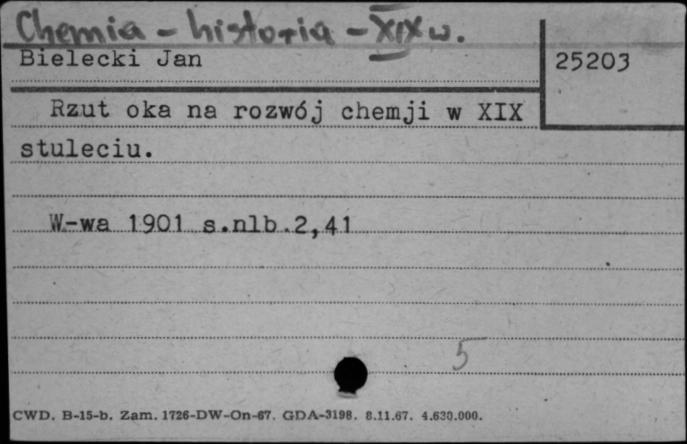 Chemia - historia - XIX w.
Bielecki Jan
25203
Rzut oka na rozwój chemji w XIX
stuleciu.
W-wa 1901 s.nlb.2,41
5
CWD. B-15-b. Zam. 1726-DW-On-67. GDA-3198. 8.11.67. 4.630.000.